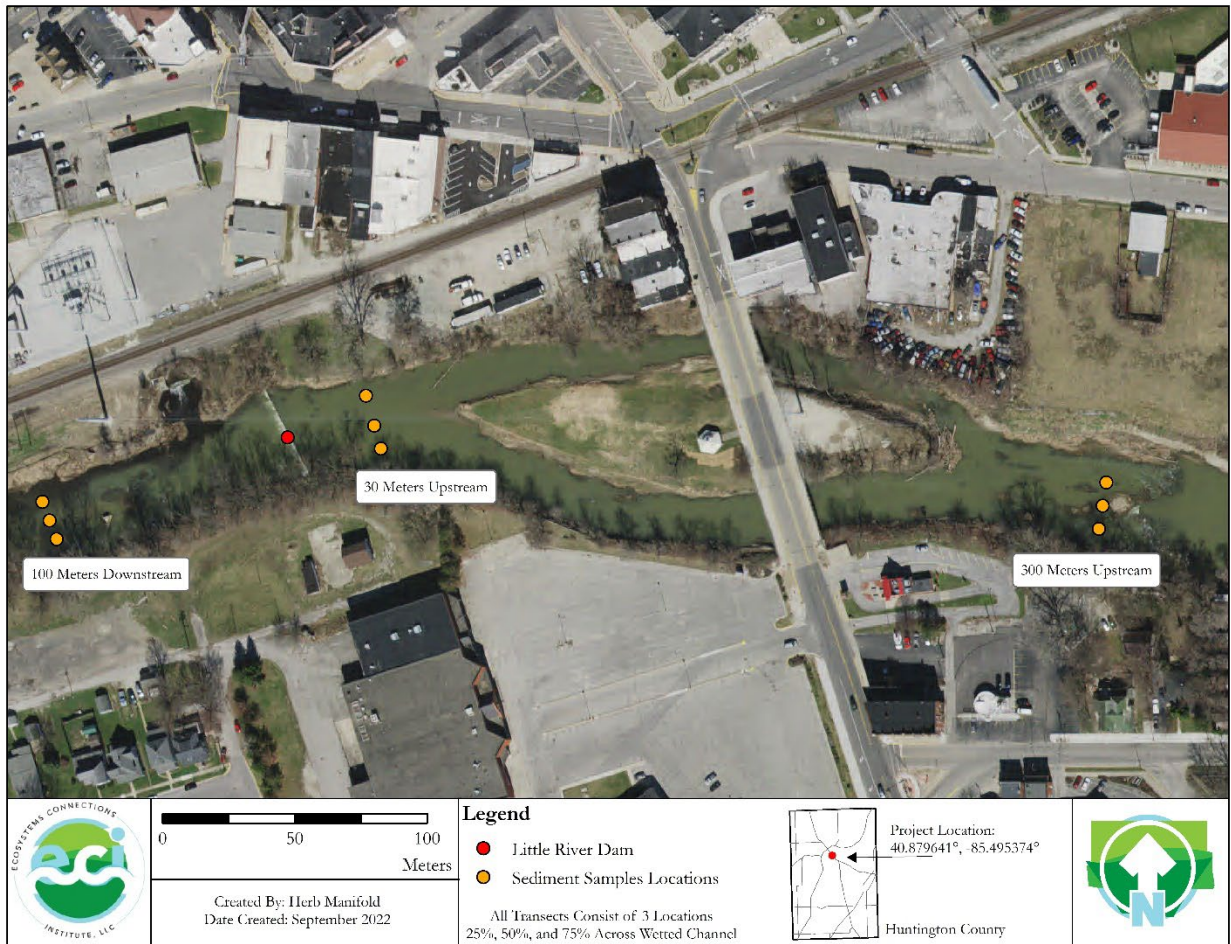 30 Meters Upstream
100 Meters Downstream
300 Meters Upstream
ECOSYSTEMS CONNECTIONS
eci
INSTITUTE, LLC
0 50 100
Meters
Created By: Herb Manifold
Date Created: September 2022
Legend
Little River Dam
Sediment Samples Locations
All Transects Consist of 3 Locations
25%, 50%, and 75% Across Wetted Channel
Project Location:
40.879641°, -85.495374°
Huntington County
N